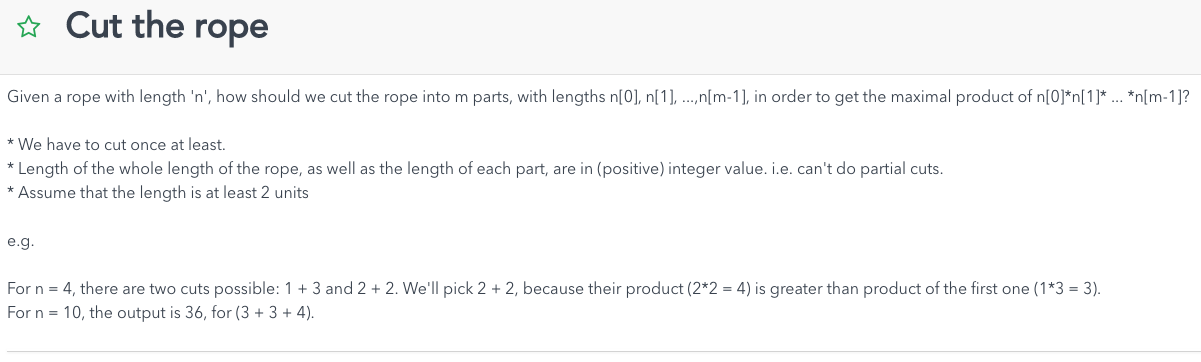 Cut the rope
Given a rope with length 'n', how should we cut the rope into m parts, with lengths n[0], n[1], ...,n[m-1], in order to get the maximal product of n[0]*n[1]* ... *n[m-1]?
* We have to cut once at least.
* Length of the whole length of the rope, as well as the length of each part, are in (positive) integer value. i.e. can't do partial cuts.
* Assume that the length is at least 2 units
e.g.
For n = 4, there are two cuts possible: 1 + 3 and 2 + 2. We'll pick 2 + 2, because their product (2*2 = 4) is greater than product of the first one (1*3 = 3).
For n = 10, the output is 36, for (3 + 3 + 4).